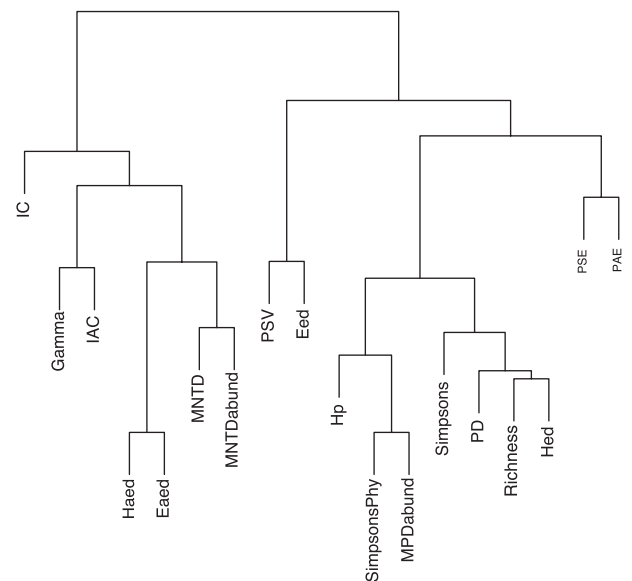 IC
Gamma
IAC
Haed
Eaed
MNTD
MNTDabund
PSV
Eed
Hp
SimpsonsPhy
MPDabund
Simpsons
PD
Richness
Hed
PSE
PAE